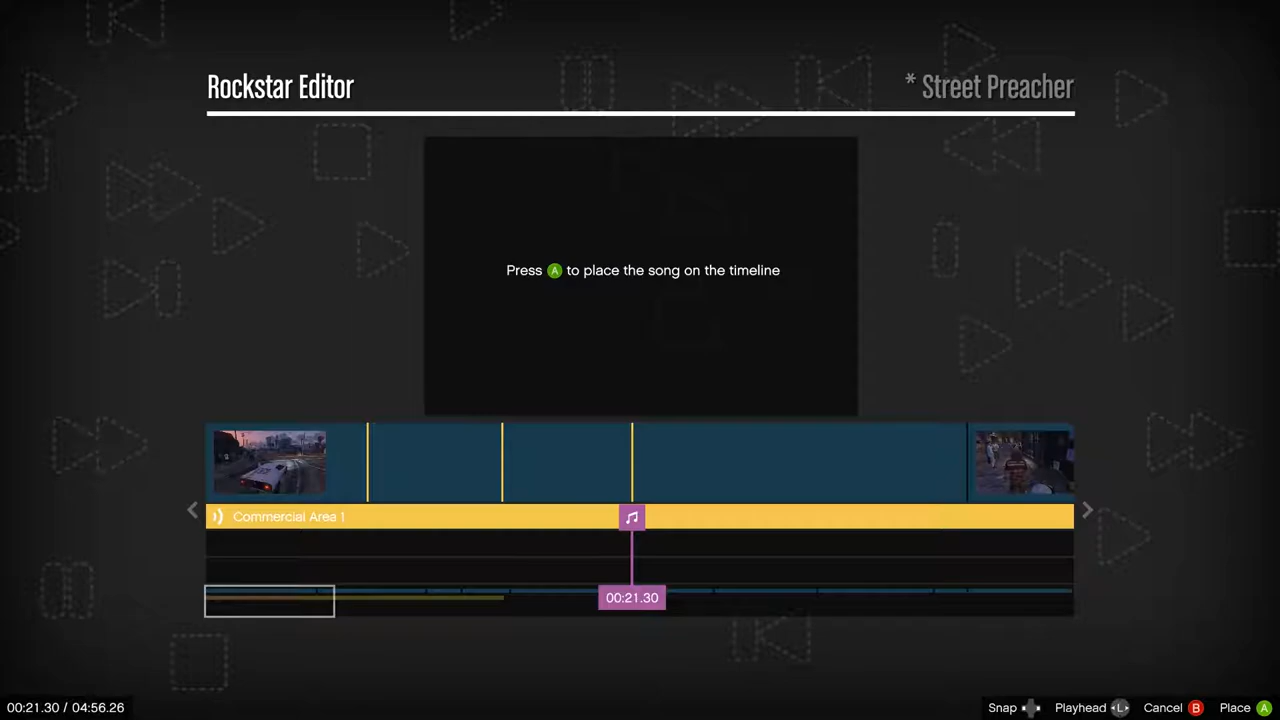 Rockstar Editor
* Street Preacher
Press A to place the song on the timeline
Commercial Area 1
00:21.30
00:21.30 / 04:56.26
Snap Playhead L Cancel B Place A